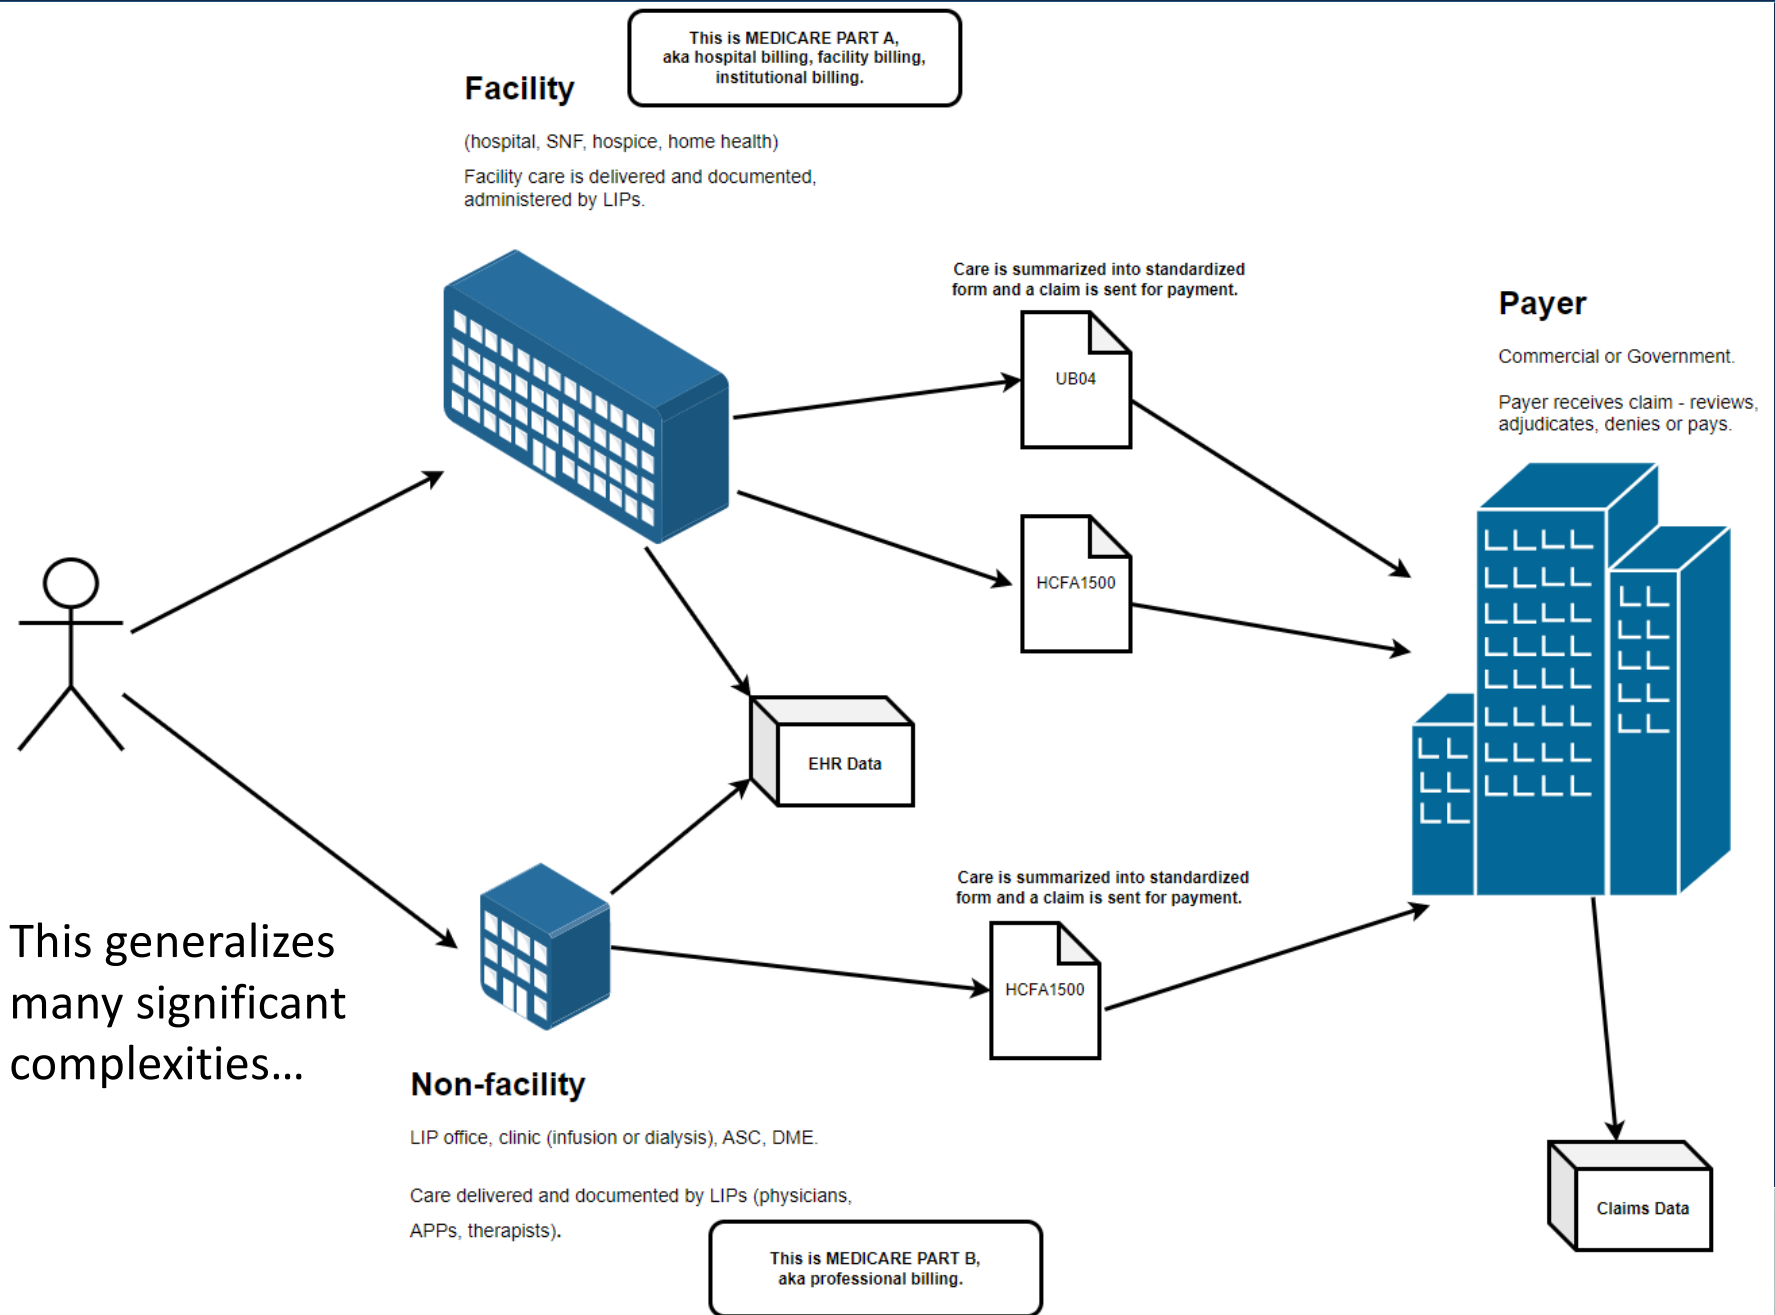 This is MEDICARE PART A,
aka hospital billing, facility billing,
institutional billing.
Facility
(hospital, SNF, hospice, home health)
Facility care is delivered and documented,
administered by LIPs.
Care is summarized into standardized
form and a claim is sent for payment.
UB04
HCFA1500
Payer
Commercial or Government.
Payer receives claim - reviews,
adjudicates, denies or pays.
EHR Data
Care is summarized into standardized
form and a claim is sent for payment.
HCFA1500
This generalizes
many significant
complexities...
Non-facility
LIP office, clinic (infusion or dialysis), ASC, DME.
Care delivered and documented by LIPs (physicians,
APPs, therapists).
This is MEDICARE PART B,
aka professional billing.
Claims Data